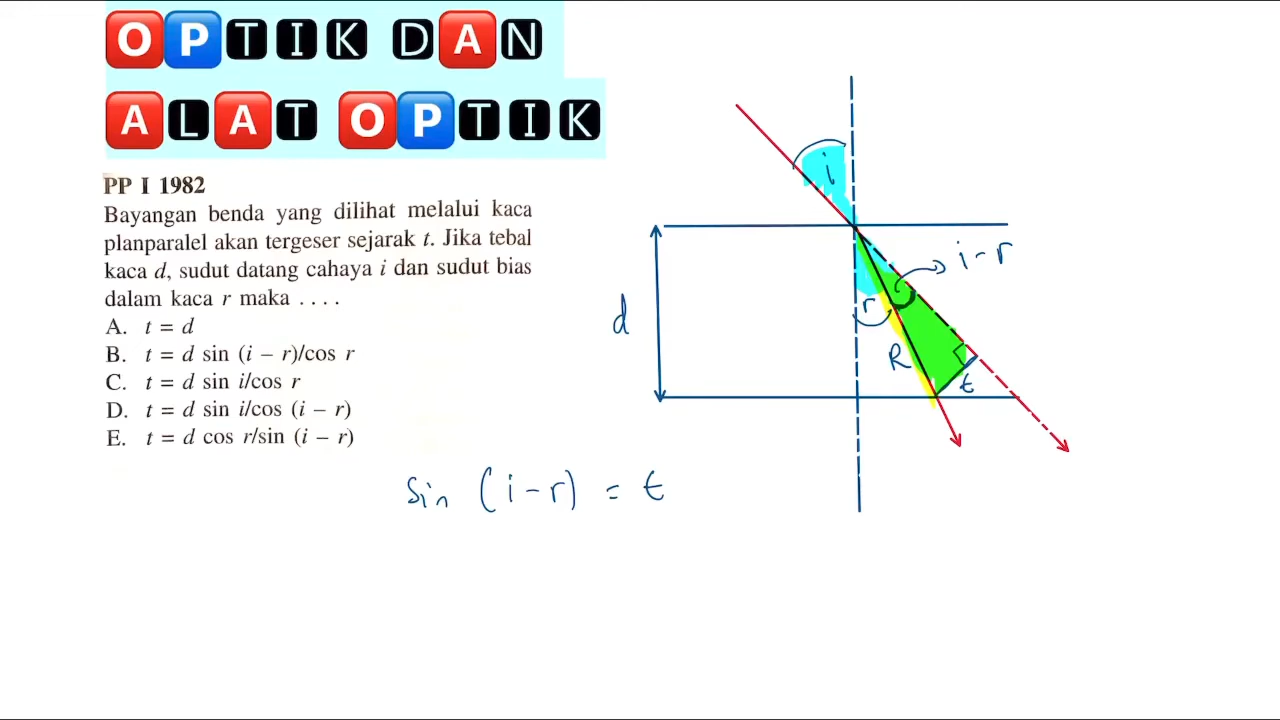 OPTIK DAN
ALAT OPTIK
PP I 1982
Bayangan benda yang dilihat melalui kaca
planparalel akan tergeser sejarak t. Jika tebal
kaca d, sudut datang cahaya i dan sudut bias
dalam kaca r maka ....
A. t = d
B. t = d sin (i – r)/cos r
C. t = d sin i/cos r
D. t = d sin i/cos (i – r)
E. t = d cos r/sin (i – r)
i
i-r
r
d
R
t
sin (i-r) = t